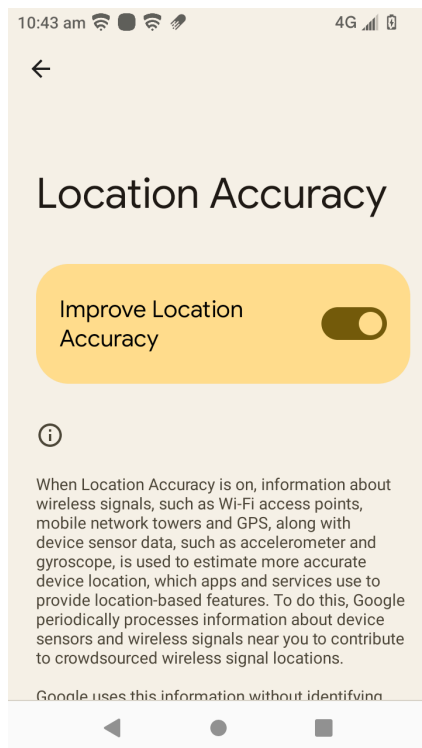 10:43 am 4G
Location Accuracy
Improve Location
Accuracy
When Location Accuracy is on, information about
wireless signals, such as Wi-Fi access points,
mobile network towers and GPS, along with
device sensor data, such as accelerometer and
gyroscope, is used to estimate more accurate
device location, which apps and services use to
provide location-based features. To do this, Google
periodically processes information about device
sensors and wireless signals near you to contribute
to crowdsourced wireless signal locations.
Google uses this information without identifying